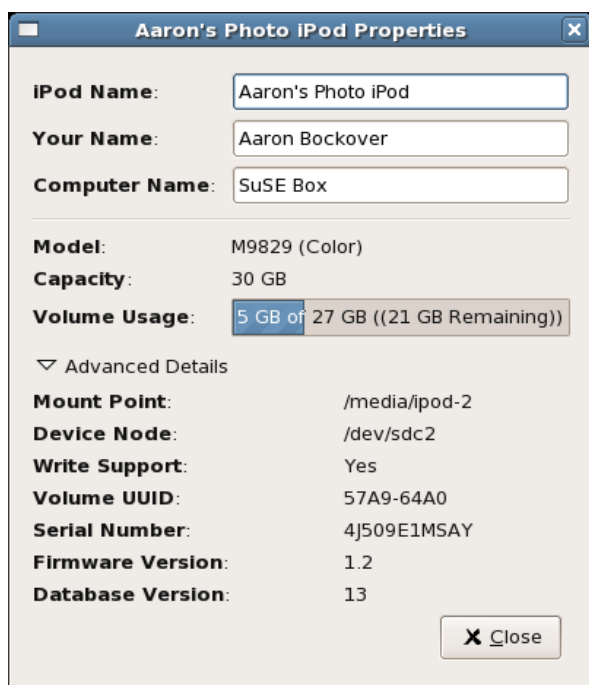 Aaron's Photo iPod Properties
iPod Name: Aaron's Photo iPod
Your Name: Aaron Bockover
Computer Name: SuSE Box
Model: M9829 (Color)
Capacity: 30 GB
Volume Usage: 5 GB of 27 GB ((21 GB Remaining))
Advanced Details
Mount Point: /media/ipod-2
Device Node: /dev/sdc2
Write Support: Yes
Volume UUID: 57A9-64A0
Serial Number: 4J509E1MSAY
Firmware Version: 1.2
Database Version: 13
Close